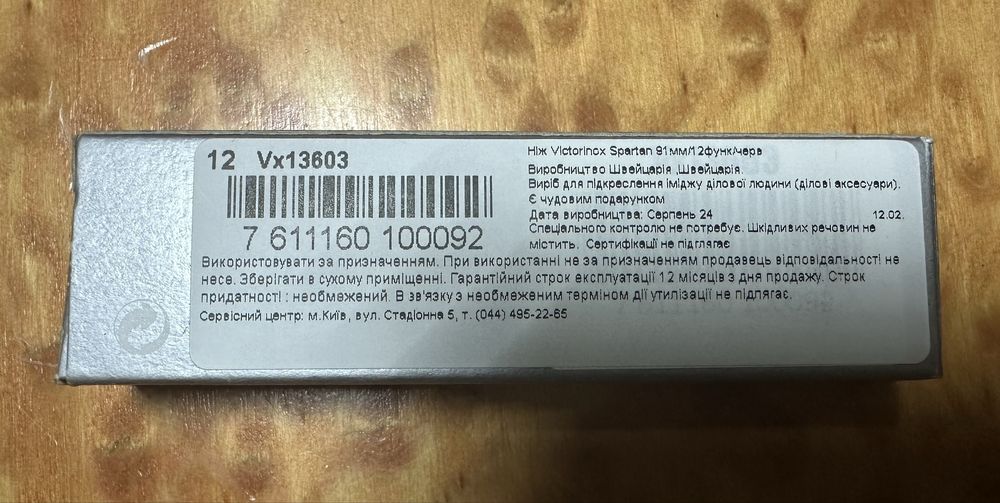 12 Vx13603
7 611160 100092
Ніж Victorinox Spartan 91мм/12функ/черв
Виробництво Швейцарія ,Швейцарія.
Виріб для підкреслення іміджу ділової людини (ділові аксесуари).
Є чудовим подарунком
Дата виробництва: Серпень 24 12.02.
Спеціального контролю не потребує. Шкідливих речовин не
містить. Сертифікації не підглягає
Використовувати за призначенням. При використанні не за призначенням продавець відповідальності не
несе. Зберігати в сухому приміщенні. Гарантійний строк експлуатації 12 місяців з дня продажу. Строк
придатності : необмежений. В зв'язку з необмеженим терміном дії утилізації не підлягає.
Сервісний центр: м.Київ, вул. Стадіонна 5, т. (044) 495-22-65